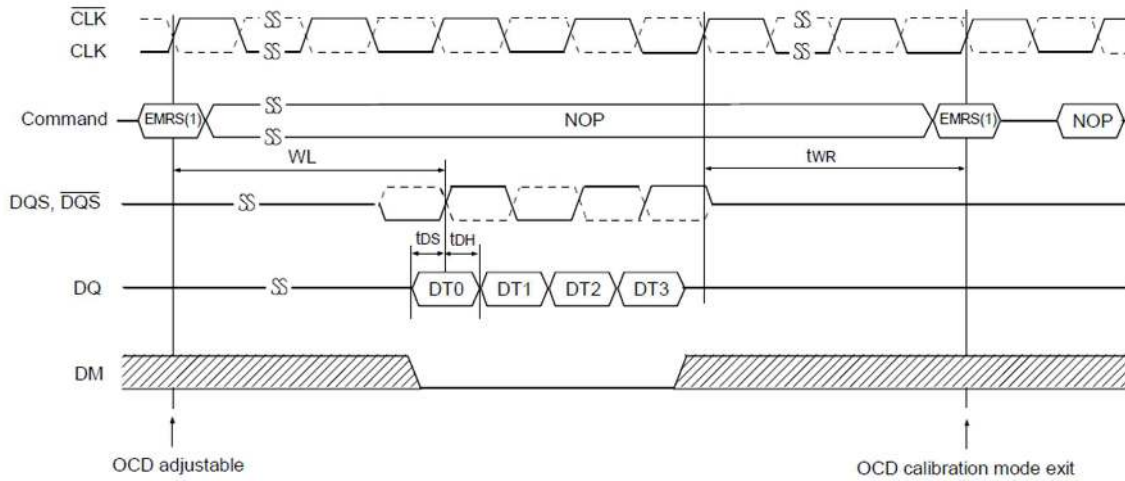 CLK
CLK
Command
EMRS(1)
NOP
EMRS(1)
NOP
WL
tWR
DQS, DQS
tDS
tDH
DQ
DT0
DT1
DT2
DT3
DM
OCD adjustable
OCD calibration mode exit